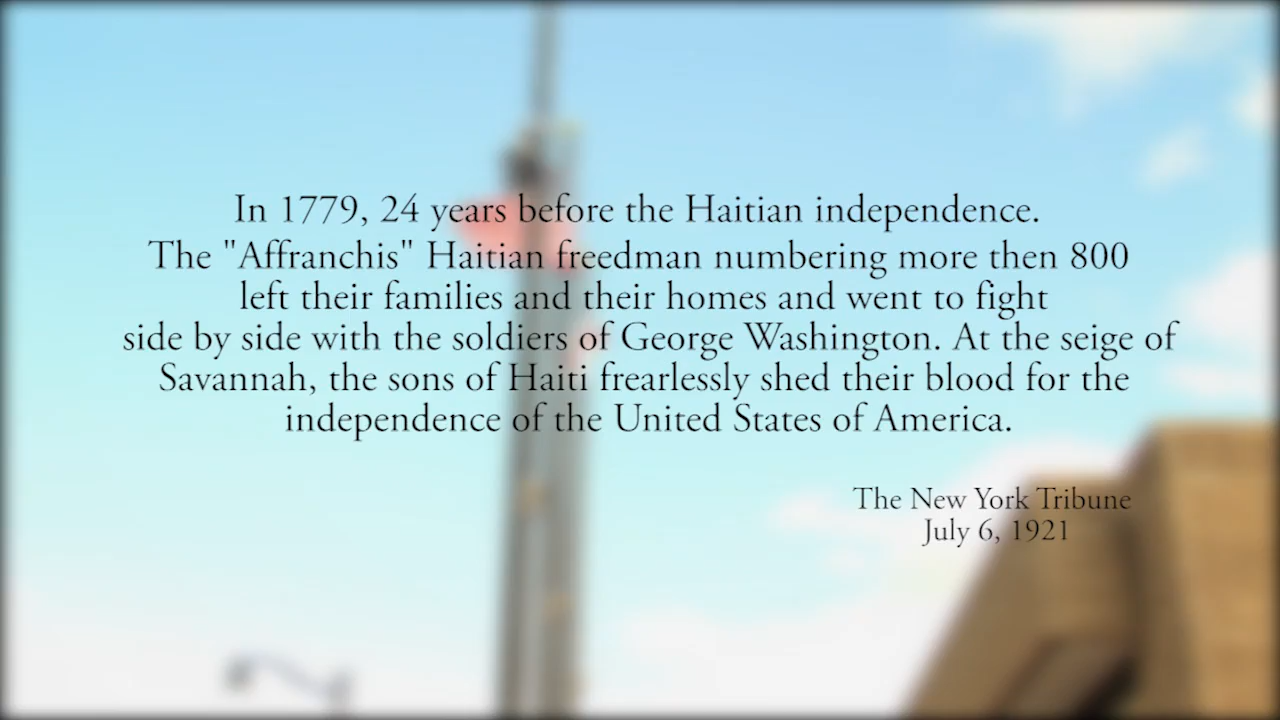 In 1779, 24 years before the Haitian independence.
The "Affranchis" Haitian freedman numbering more then 800
left their families and their homes and went to fight
side by side with the soldiers of George Washington. At the seige of
Savannah, the sons of Haiti frearlessly shed their blood for the
independence of the United States of America.
The New York Tribune
July 6, 1921